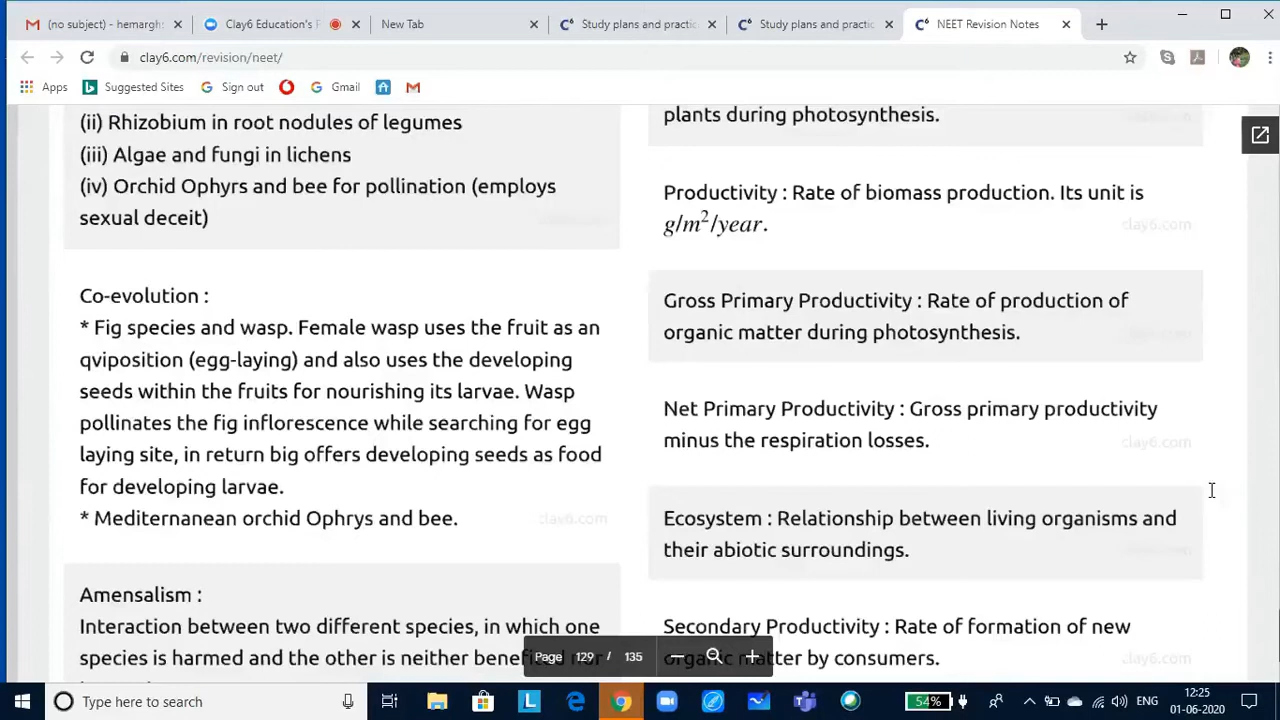 (no subject) - hemargh
Clay6 Education's F
New Tab
Study plans and practic
Study plans and practic
NEET Revision Notes
clay6.com/revision/neet/
Apps
Suggested Sites
Sign out
Gmail
(ii) Rhizobium in root nodules of legumes
(iii) Algae and fungi in lichens
(iv) Orchid Ophyrs and bee for pollination (employs
sexual deceit)
Co-evolution :
* Fig species and wasp. Female wasp uses the fruit as an
qviposition (egg-laying) and also uses the developing
seeds within the fruits for nourishing its larvae. Wasp
pollinates the fig inflorescence while searching for egg
laying site, in return big offers developing seeds as food
for developing larvae.
* Mediternanean orchid Ophrys and bee.
clay6.com
Amensalism :
Interaction between two different species, in which one
species is harmed and the other is neither
plants during photosynthesis.
Productivity : Rate of biomass production. Its unit is
g/m²/year.
clay6.com
Gross Primary Productivity : Rate of production of
organic matter during photosynthesis.
Net Primary Productivity : Gross primary productivity
minus the respiration losses.
clay6.com
Ecosystem : Relationship between living organisms and
their abiotic surroundings.
Secondary Productivity : Rate of formation of new
organic matter by consumers.
clay6.com
Page 129 / 135
Type here to search
54%
ENG
12:25
01-06-2020